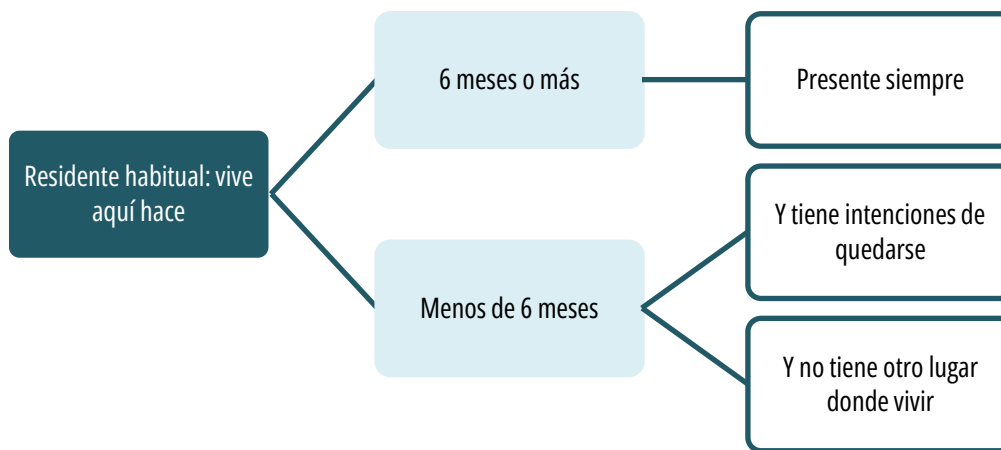 Residente habitual: vive
aquí hace
6 meses o más
Presente siempre
Menos de 6 meses
Y tiene intenciones de
quedarse
Y no tiene otro lugar
donde vivir